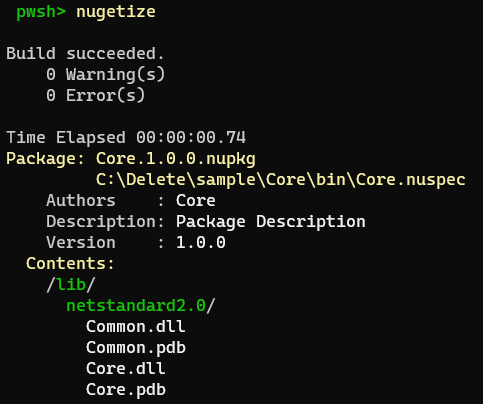 pwsh> nugetize
Build succeeded.
0 Warning(s)
0 Error(s)
Time Elapsed 00:00:00.74
Package: Core.1.0.0.nupkg
C:\Delete\sample\Core\bin\Core.nuspec
Authors    : Core
Description: Package Description
Version    : 1.0.0
Contents:
/lib/
netstandard2.0/
Common.dll
Common.pdb
Core.dll
Core.pdb